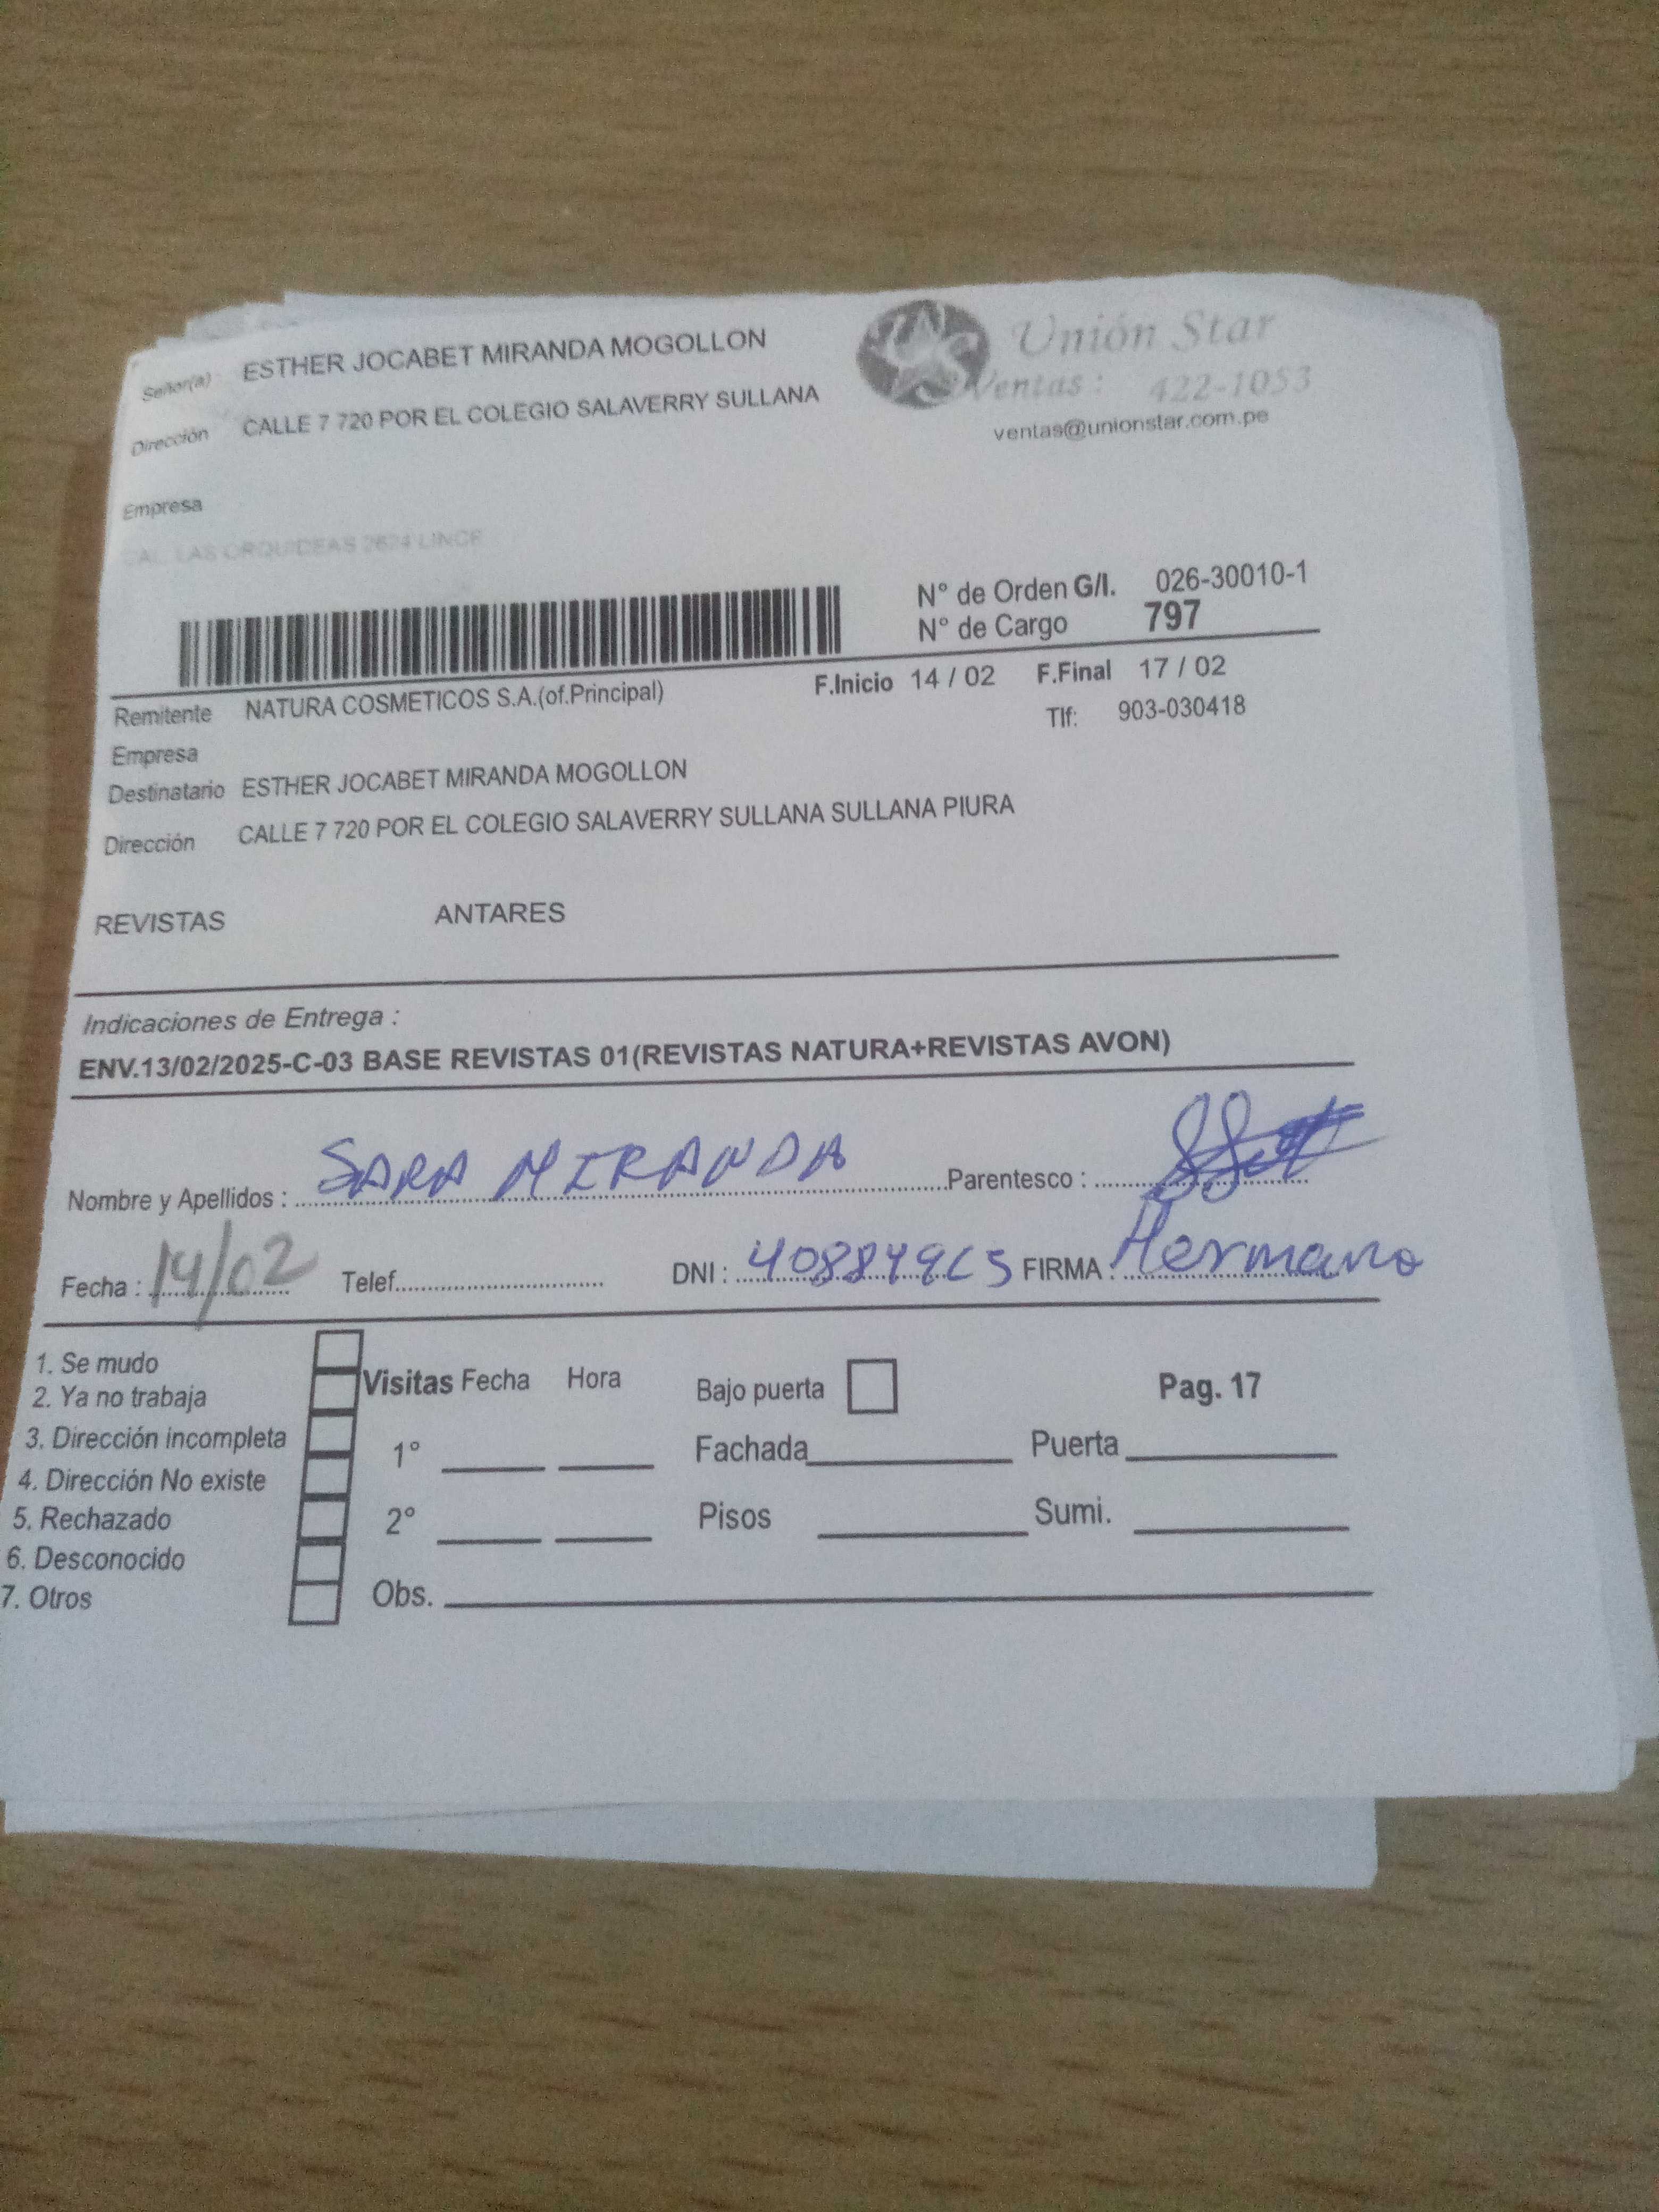 Señor(a) ESTHER JOCABET MIRANDA MOGOLLON
Dirección CALLE 7 720 POR EL COLEGIO SALAVERRY SULLANA
Unión Star
Ventas : 422-1053
ventas@unionstar.com.pe
Empresa
CAL LAS ORQUIDEAS 2624 LINCE
N° de Orden G/I. 026-30010-1
N° de Cargo 797
F.Inicio 14 / 02 F.Final 17 / 02
Remitente NATURA COSMETICOS S.A.(of.Principal)
Tlf: 903-030418
Empresa
Destinatario ESTHER JOCABET MIRANDA MOGOLLON
Dirección CALLE 7 720 POR EL COLEGIO SALAVERRY SULLANA SULLANA PIURA
REVISTAS ANTARES
Indicaciones de Entrega :
ENV.13/02/2025-C-03 BASE REVISTAS 01(REVISTAS NATURA+REVISTAS AVON)
Nombre y Apellidos : SARA MIRANDA Parentesco :
Fecha : 14/02 Telef. DNI : FIRMA : Hermano
1. Se mudo
2. Ya no trabaja
3. Dirección incompleta
4. Dirección No existe
5. Rechazado
6. Desconocido
7. Otros
Visitas Fecha Hora Bajo puerta Pag. 17
1° Fachada Puerta
2° Pisos Sumi.
Obs.